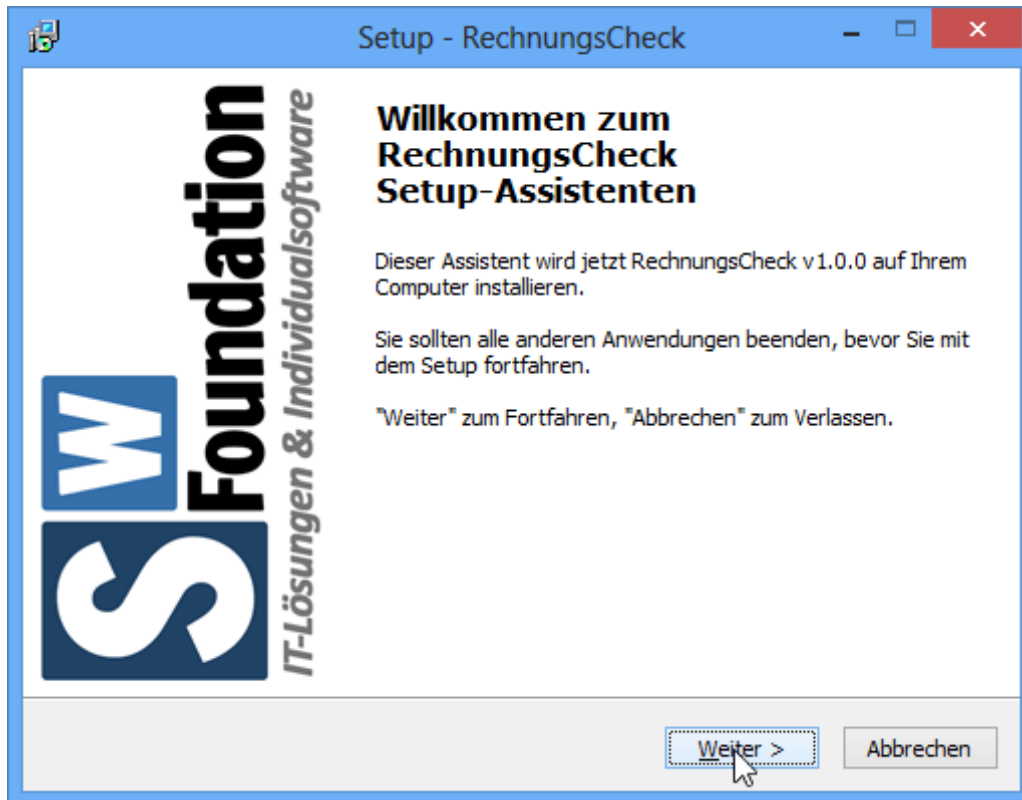 Setup - RechnungsCheck
SW
Foundation
IT-Lösungen & Individualsoftware
Willkommen zum
RechnungsCheck
Setup-Assistenten
Dieser Assistent wird jetzt RechnungsCheck v1.0.0 auf Ihrem
Computer installieren.
Sie sollten alle anderen Anwendungen beenden, bevor Sie mit
dem Setup fortfahren.
"Weiter" zum Fortfahren, "Abbrechen" zum Verlassen.
Weiter >
Abbrechen